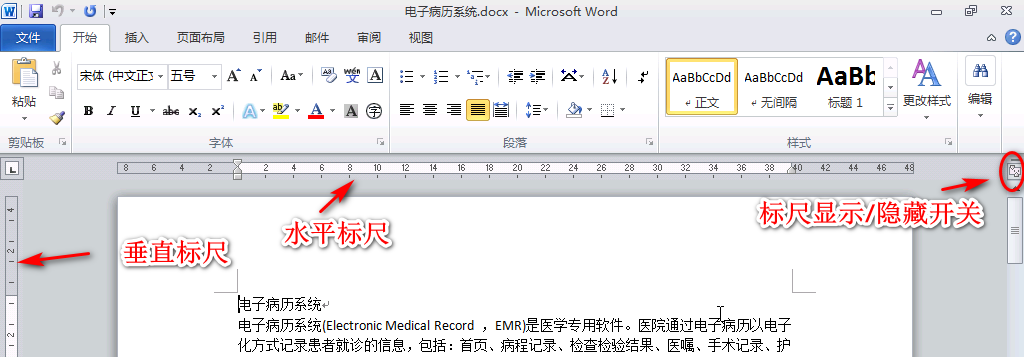 电子病历系统.docx - Microsoft Word
文件 开始 插入 页面布局 引用 邮件 审阅 视图
宋体 (中文正文 五号 A A Aa wén A
AaBbCcDd AaBbCcDd AaBb
粘贴 B I U abc x₂ x² A ab A A 字
↲ 正文 ↲ 无间隔 标题 1 更改样式 编辑
剪贴板 字体 段落 样式
8 6 4 2 2 4 6 8 10 12 14 16 18 20 22 24 26 28 30 32 34 36 38 40 42 44 46 48
标尺显示/隐藏开关
水平标尺
垂直标尺
4 2 2
电子病历系统↲
电子病历系统(Electronic Medical Record ，EMR)是医学专用软件。医院通过电子病历以电子
化方式记录患者就诊的信息，包括：首页、病程记录、检查检验结果、医嘱、手术记录、护